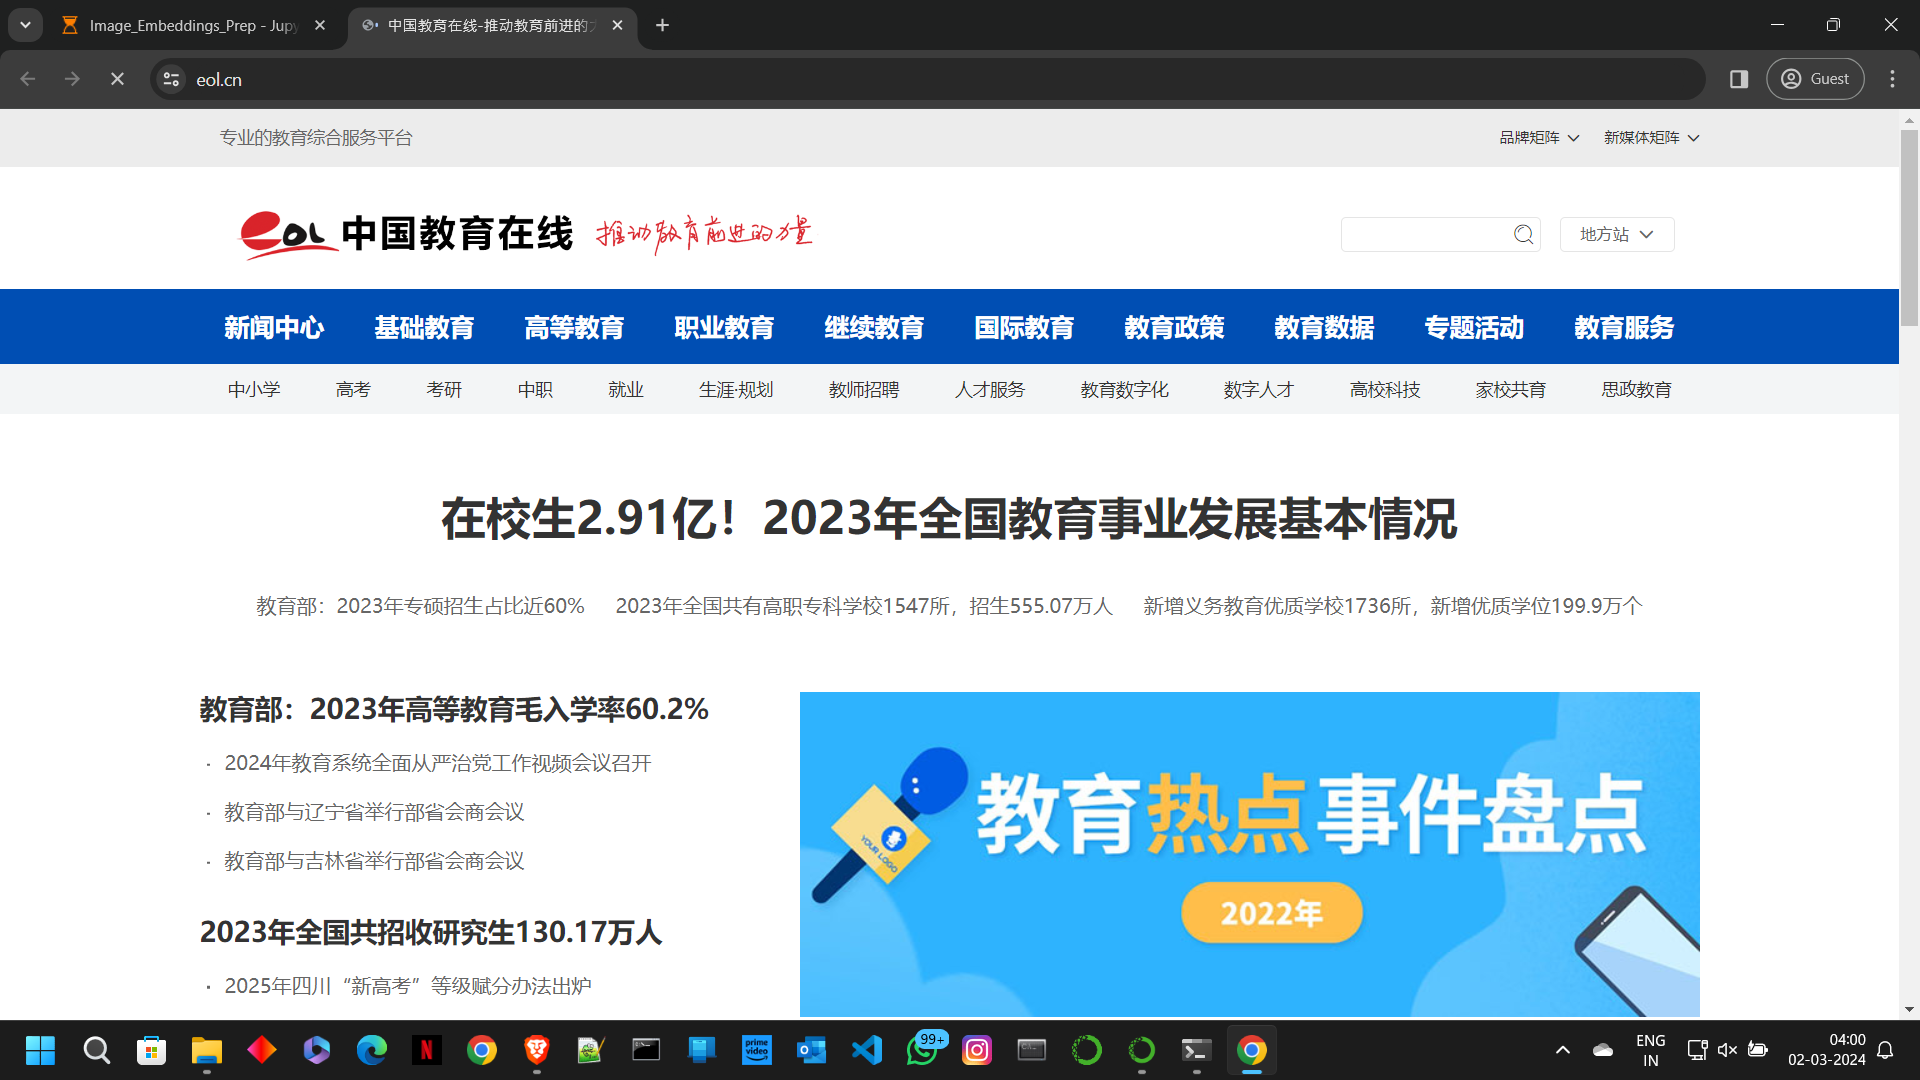 Image_Embeddings_Prep - Jupy
中国教育在线-推动教育前进的
eol.cn
Guest
专业的教育综合服务平台
品牌矩阵
新媒体矩阵
eol 中国教育在线 推动教育前进的力量
地方站
新闻中心 基础教育 高等教育 职业教育 继续教育 国际教育 教育政策 教育数据 专题活动 教育服务
中小学 高考 考研 中职 就业 生涯·规划 教师招聘 人才服务 教育数字化 数字人才 高校科技 家校共育 思政教育
在校生2.91亿！2023年全国教育事业发展基本情况
教育部：2023年专硕招生占比近60% 2023年全国共有高职专科学校1547所，招生555.07万人 新增义务教育优质学校1736所，新增优质学位199.9万个
教育部：2023年高等教育毛入学率60.2%
· 2024年教育系统全面从严治党工作视频会议召开
· 教育部与辽宁省举行部省会商会议
· 教育部与吉林省举行部省会商会议
2023年全国共招收研究生130.17万人
· 2025年四川“新高考”等级赋分办法出炉
YOUR LOGO
教育热点事件盘点
2022年
prime video
99+
ENG
IN
04:00
02-03-2024